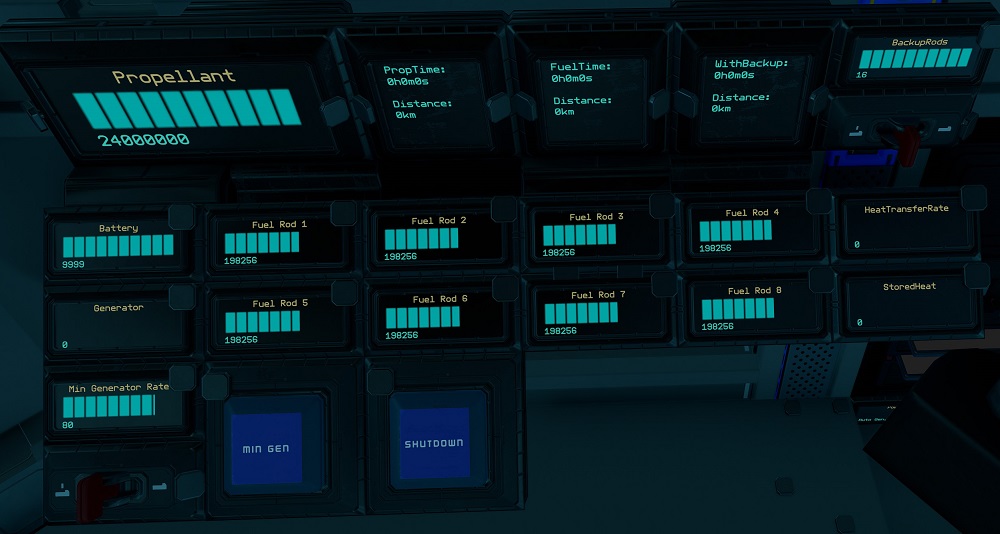 Propellant
24000000
PropTime:
0h0m0s
Distance:
0km
FuelTime:
0h0m0s
Distance:
0km
WithBackup:
0h0m0s
Distance:
0km
BackupRods
16
Battery
9999
Fuel Rod 1
198256
Fuel Rod 2
198256
Fuel Rod 3
198256
Fuel Rod 4
198256
HeatTransferRate
0
Generator
0
Fuel Rod 5
198256
Fuel Rod 6
198256
Fuel Rod 7
198256
Fuel Rod 8
198256
StoredHeat
0
Min Generator Rate
80
MIN GEN
SHUTDOWN